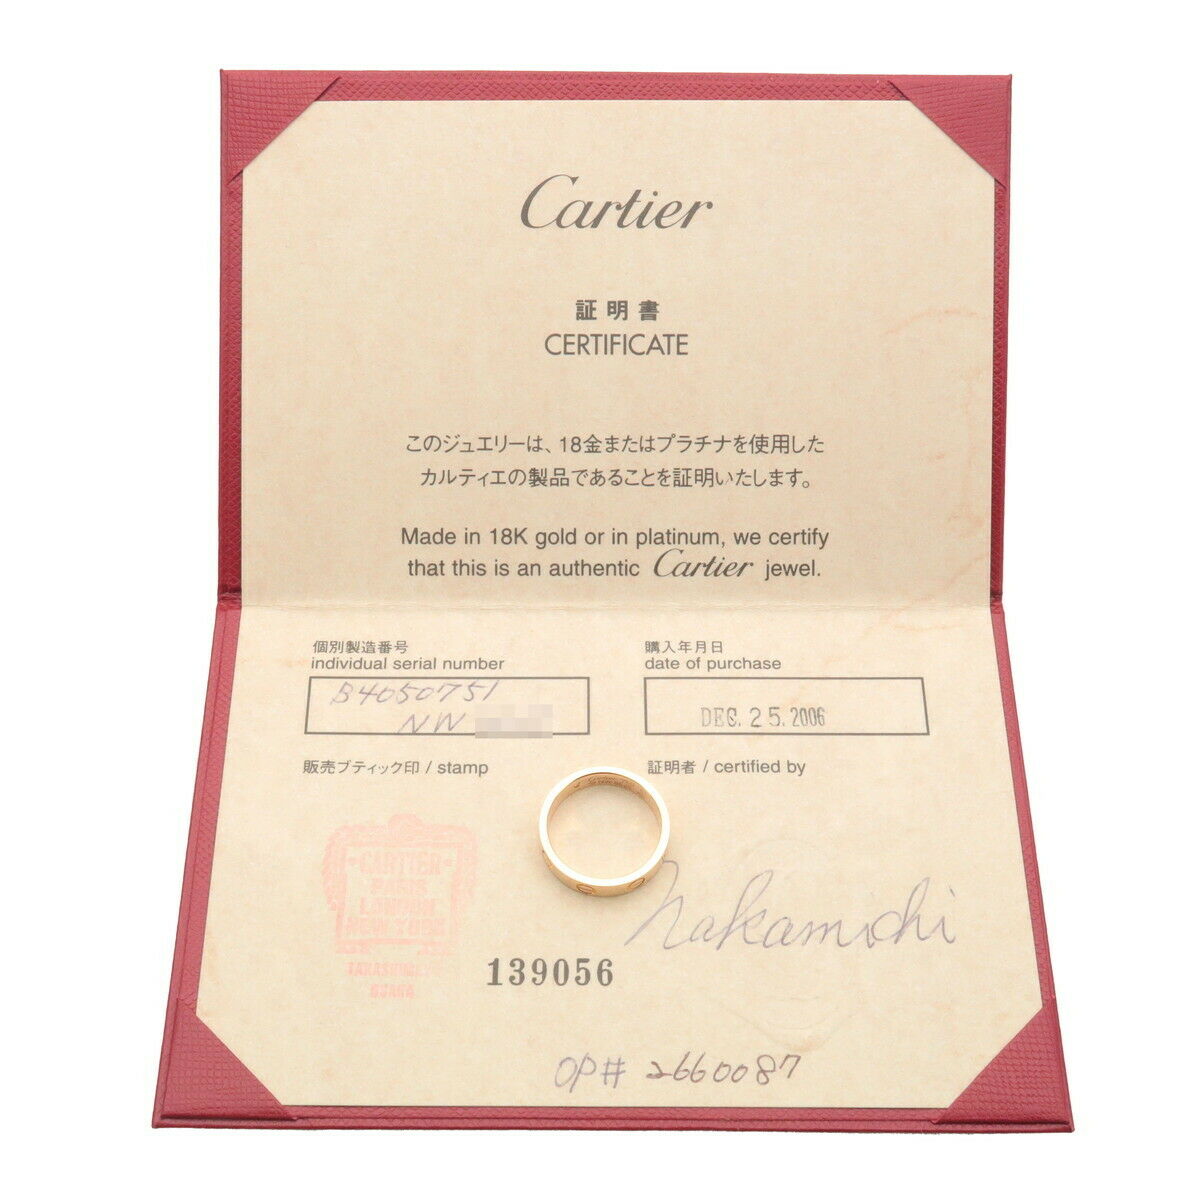 Cartier
証明書
CERTIFICATE
このジュエリーは、18金またはプラチナを使用した
カルティエの製品であることを証明いたします。
Made in 18K gold or in platinum, we certify
that this is an authentic Cartier jewel.
個別製造番号
individual serial number
B4050751
NW
購入年月日
date of purchase
DEC. 25. 2006
販売ブティック印 / stamp
証明者 / certified by
CARTIER
PARIS
LONDON
NEW YORK
TAKASHIMAYA
OSAKA
139056
Nakamichi
OP# 2660087